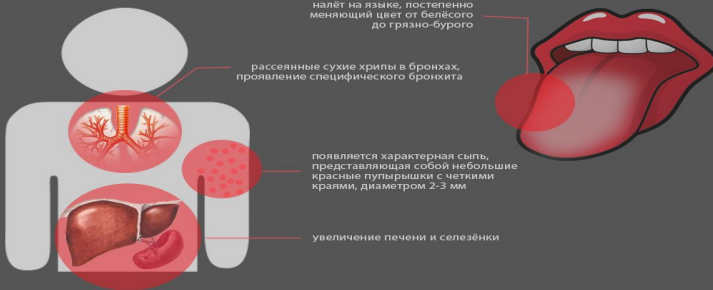 налёт на языке, постепенно
меняющий цвет от белёсого
до грязно-бурого
рассеянные сухие хрипы в бронхах,
проявление специфического бронхита
появляется характерная сыпь,
представляющая собой небольшие
красные пупырышки с четкими
краями, диаметром 2-3 мм
увеличение печени и селезёнки